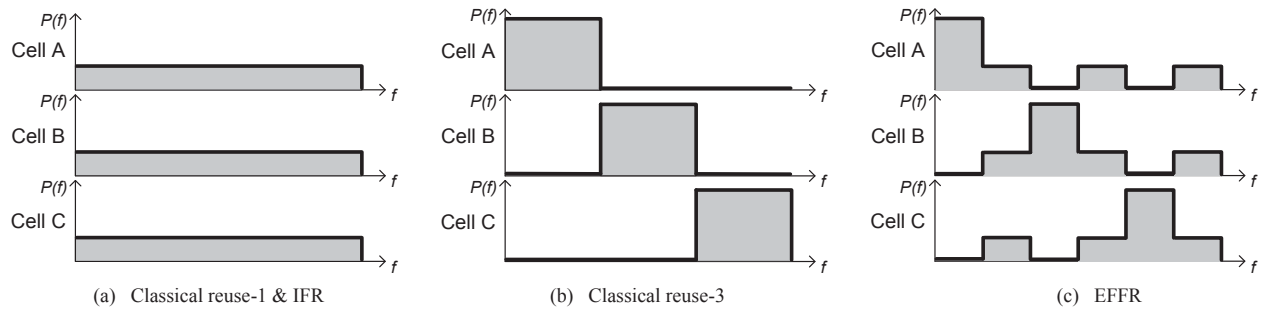 P(f)
Cell A
f
P(f)
Cell B
f
P(f)
Cell C
f
(a) Classical reuse-1 & IFR
P(f)
Cell A
f
P(f)
Cell B
f
P(f)
Cell C
f
(b) Classical reuse-3
P(f)
Cell A
f
P(f)
Cell B
f
P(f)
Cell C
f
(c) EFFR